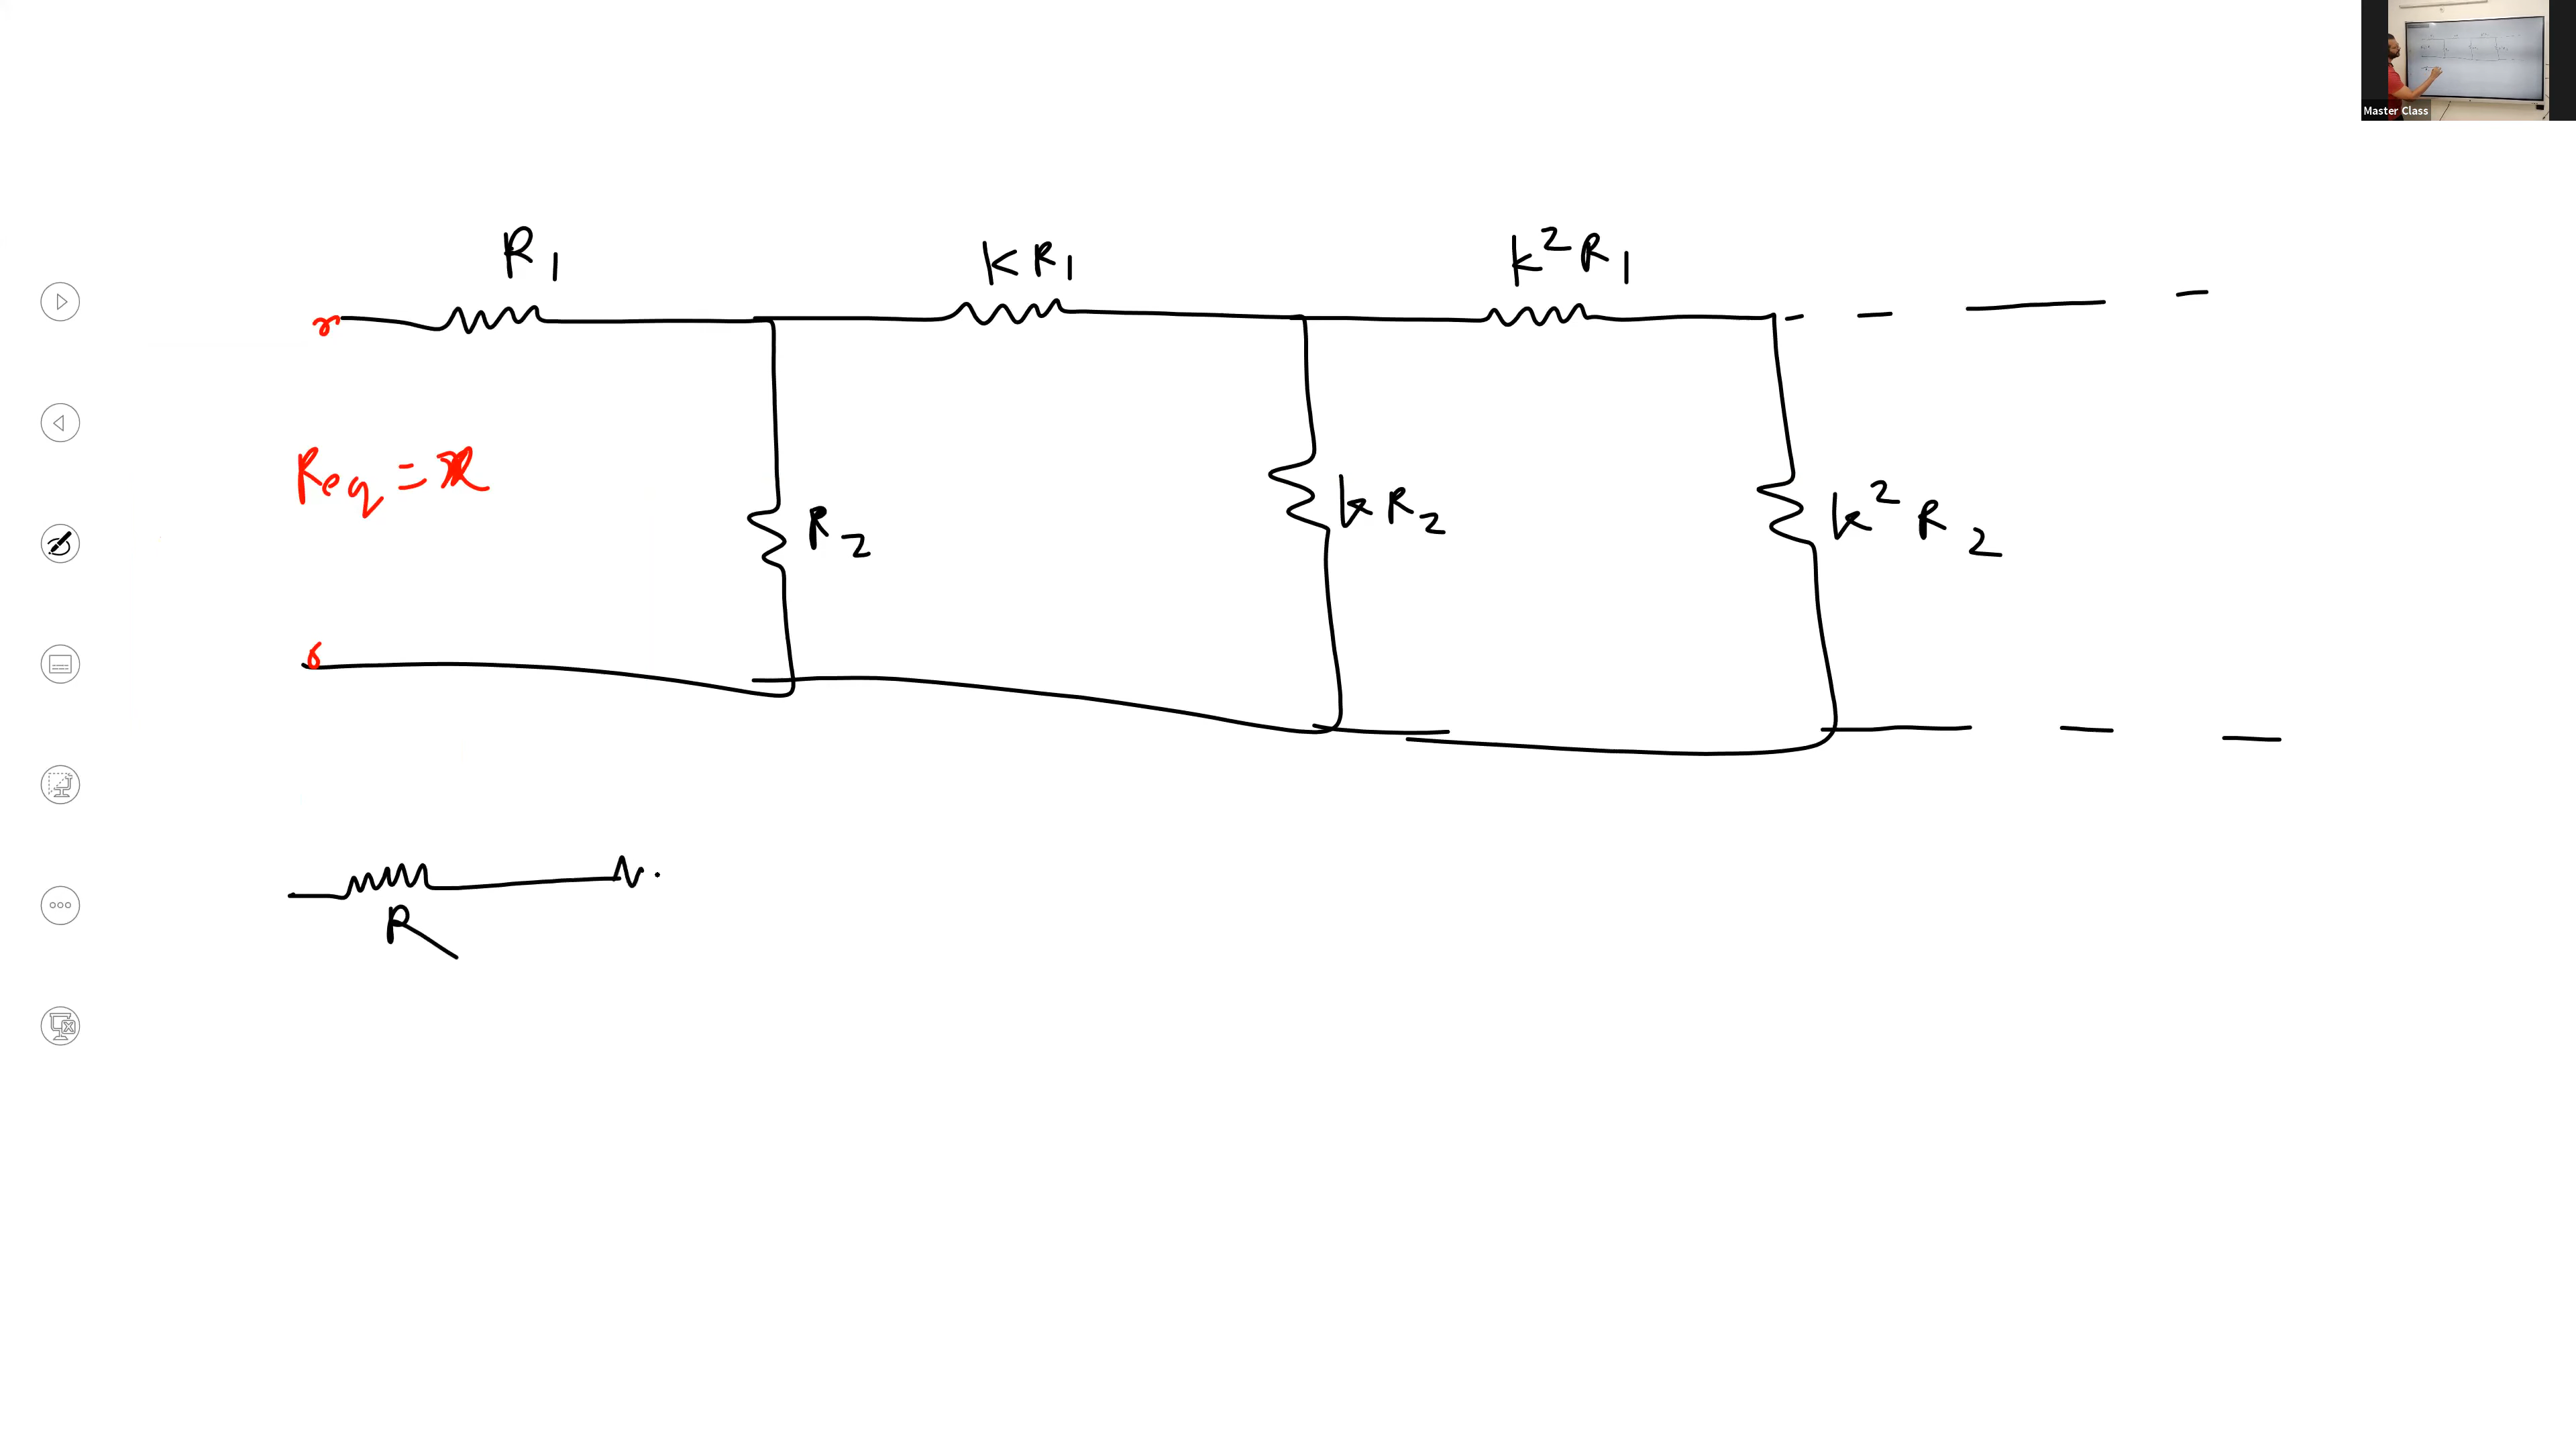 Master Class
R1 KR1 k²R1
Req = x
R2 kR2 k²R2
R